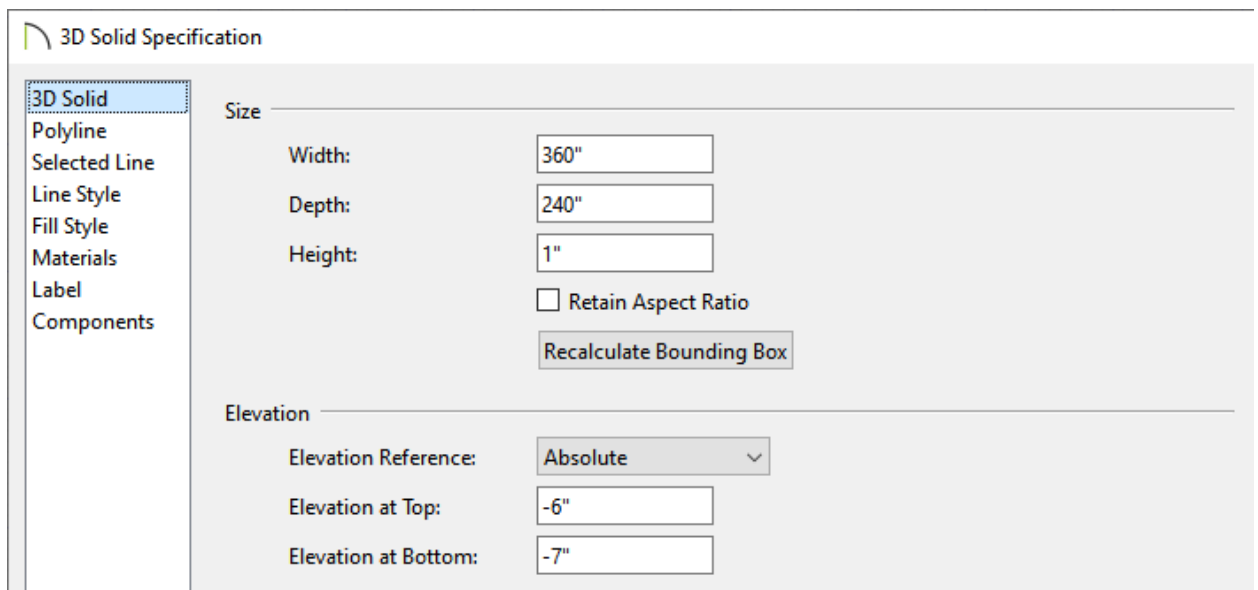 3D Solid Specification
3D Solid
Polyline
Selected Line
Line Style
Fill Style
Materials
Label
Components
Size
Width: 360"
Depth: 240"
Height: 1"
Retain Aspect Ratio
Recalculate Bounding Box
Elevation
Elevation Reference: Absolute
Elevation at Top: -6"
Elevation at Bottom: -7"